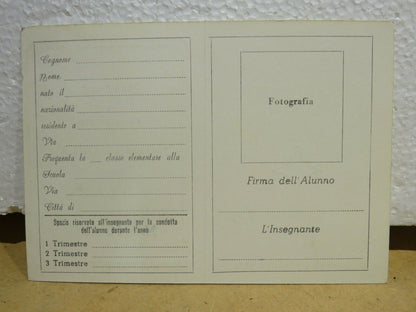 Cognome
Nome
nato il
nazionalità
residente a
Via
Frequenta la ___ classe elementare alla
Scuola
Via
Città di
Spazio riservato all'insegnante per la condotta
dell'alunno durante l'anno
1 Trimestre
2 Trimestre
3 Trimestre
Fotografia
Firma dell'Alunno
L'Insegnante